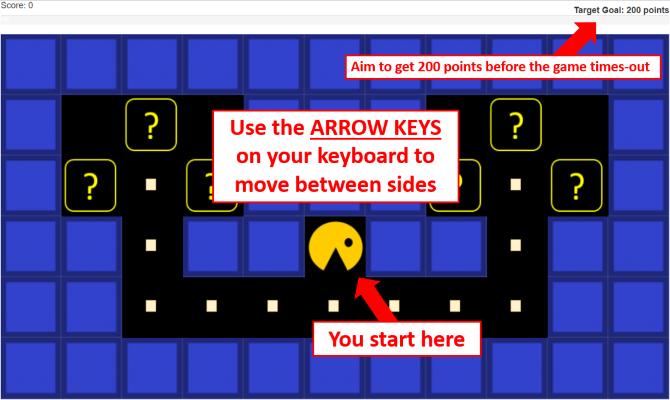 Score: 0
Target Goal: 200 points
Aim to get 200 points before the game times-out
?
?
Use the ARROW KEYS
on your keyboard to
move between sides
?
?
?
?
You start here